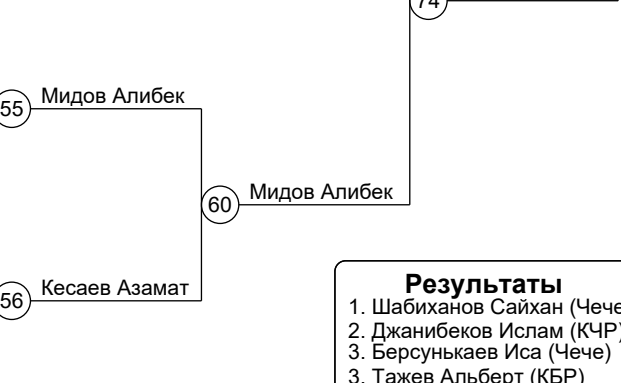 74
Мидов Алибек
55
Мидов Алибек
60
Кесаев Азамат
56
Результаты
1. Шабиханов Сайхан (Чече
2. Джанибеков Ислам (КЧР)
3. Берсунькаев Иса (Чече)
3. Тажев Альберт (КБР)